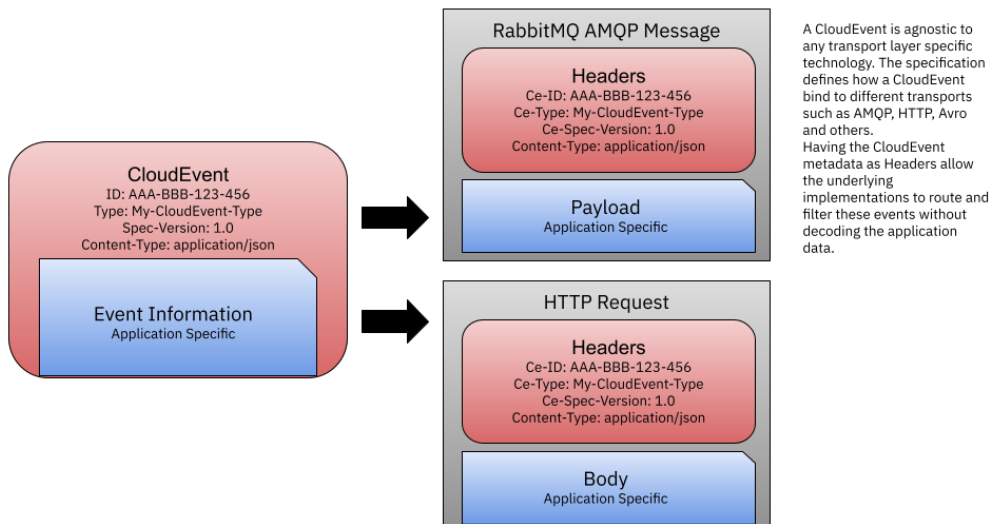 CloudEvent
ID: AAA-BBB-123-456
Type: My-CloudEvent-Type
Spec-Version: 1.0
Content-Type: application/json
Event Information
Application Specific
RabbitMQ AMQP Message
Headers
Ce-ID: AAA-BBB-123-456
Ce-Type: My-CloudEvent-Type
Ce-Spec-Version: 1.0
Content-Type: application/json
Payload
Application Specific
HTTP Request
Headers
Ce-ID: AAA-BBB-123-456
Ce-Type: My-CloudEvent-Type
Ce-Spec-Version: 1.0
Content-Type: application/json
Body
Application Specific
A CloudEvent is agnostic to
any transport layer specific
technology. The specification
defines how a CloudEvent
bind to different transports
such as AMQP, HTTP, Avro
and others.
Having the CloudEvent
metadata as Headers allow
the underlying
implementations to route and
filter these events without
decoding the application
data.